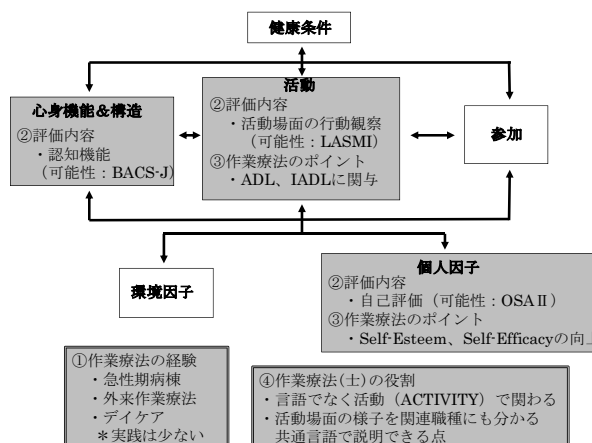 健康条件
心身機能&構造
②評価内容
・認知機能
(可能性：BACS-J)
活動
②評価内容
・活動場面の行動観察
（可能性：LASMI）
③作業療法のポイント
・ADL、IADLに関与
参加
環境因子
個人因子
②評価内容
・自己評価（可能性：OSAⅡ）
③作業療法のポイント
・Self-Esteem、Self-Efficacyの向上
①作業療法の経験
・急性期病棟
・外来作業療法
・デイケア
＊実践は少ない
④作業療法(士)の役割
・言語でなく活動（ACTIVITY）で関わる
・活動場面の様子を関連職種にも分かる
共通言語で説明できる点